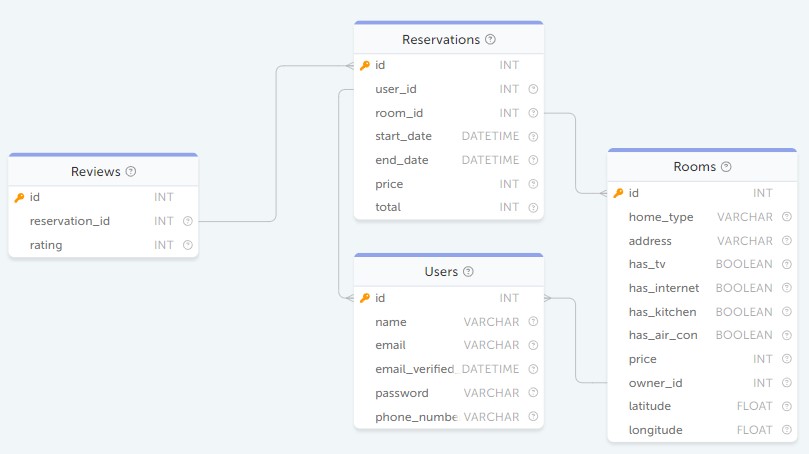 Reservations
id INT
user_id INT
room_id INT
start_date DATETIME
end_date DATETIME
price INT
total INT
Reviews
id INT
reservation_id INT
rating INT
Rooms
id INT
home_type VARCHAR
address VARCHAR
has_tv BOOLEAN
has_internet BOOLEAN
has_kitchen BOOLEAN
has_air_con BOOLEAN
price INT
owner_id INT
latitude FLOAT
longitude FLOAT
Users
id INT
name VARCHAR
email VARCHAR
email_verified_ DATETIME
password VARCHAR
phone_numbe VARCHAR